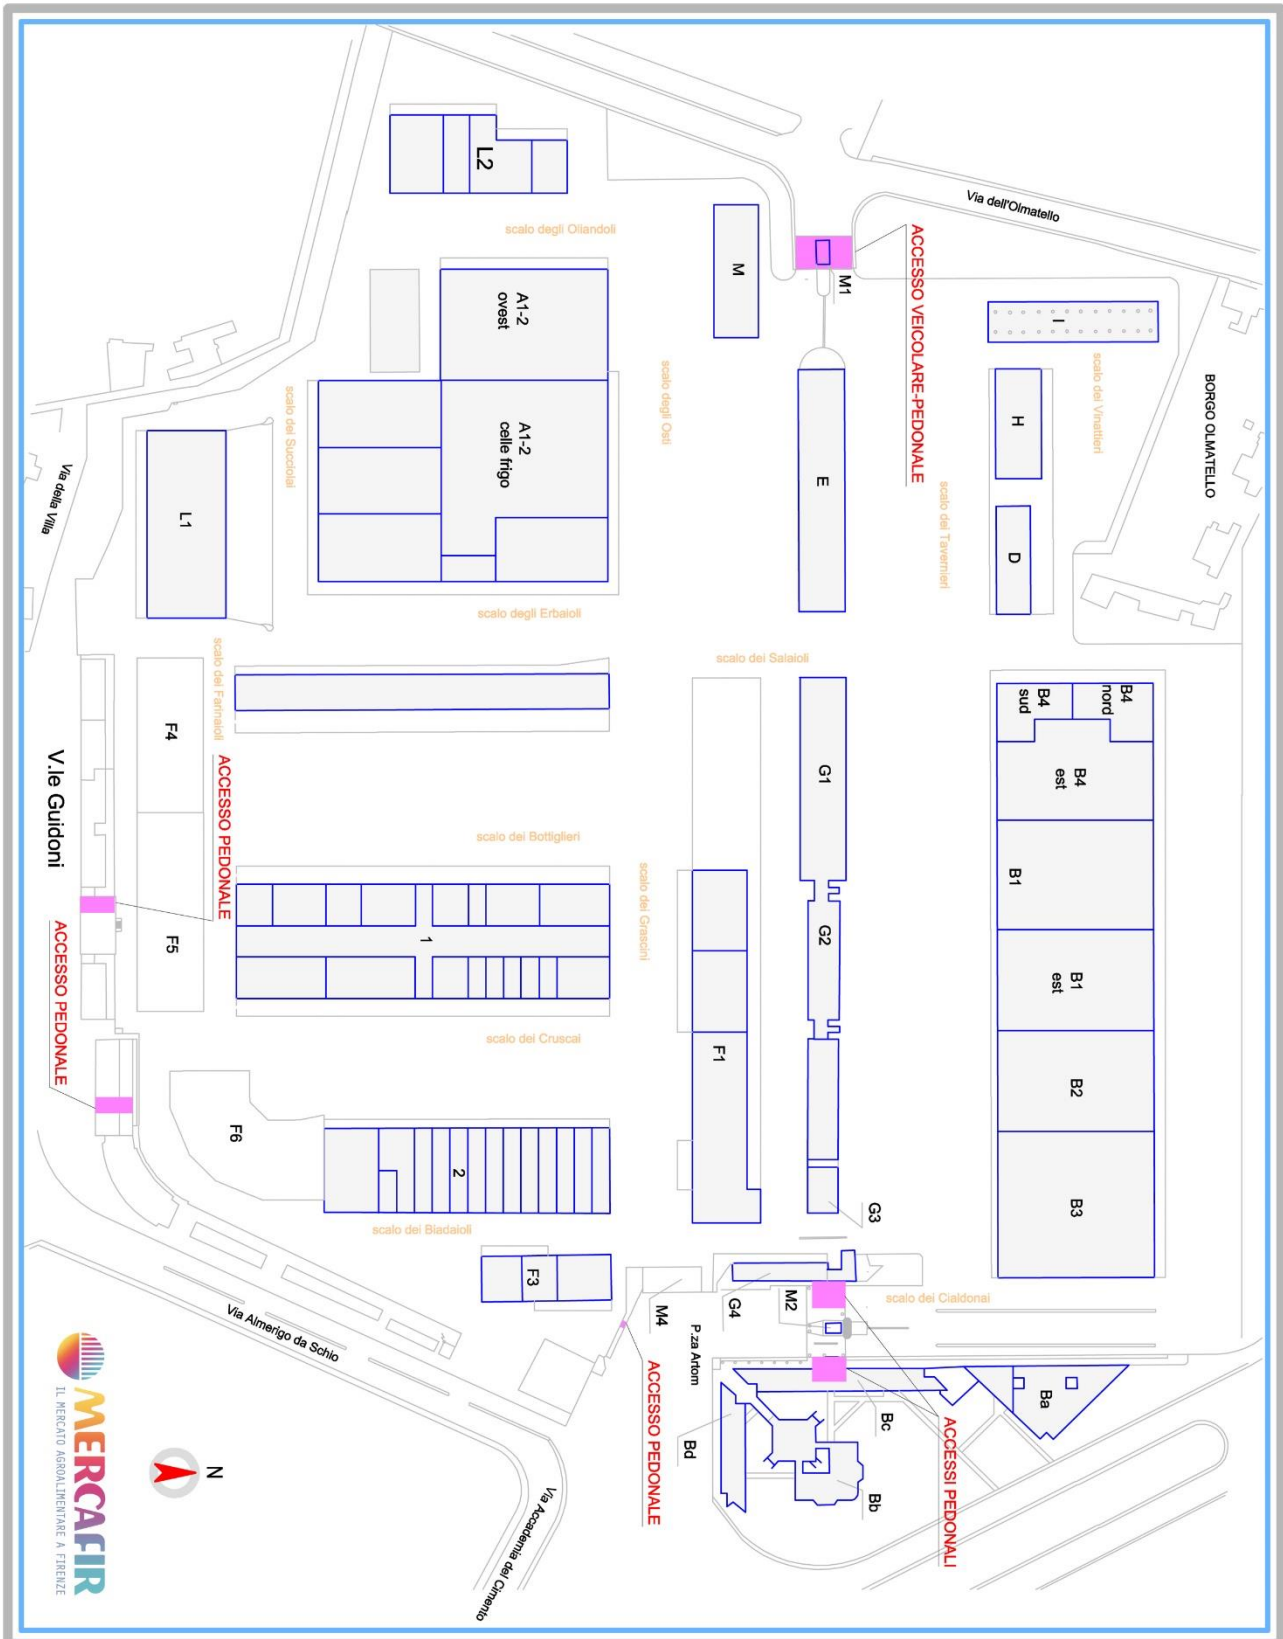 Via dell'Olmatello
BORGO OLMATELLO
ACCESSO VEICOLARE-PEDONALE
M1
M
L2
scalo degli Oliandoli
A1-2
ovest
A1-2
celle frigo
scalo degli Osti
scalo dei Succiolai
scalo degli Erbaioli
L1
Via della Villa
I
scalo dei Vinattieri
H
D
scalo dei Tavernieri
E
scalo dei Salaioli
scalo dei Farinaioli
F4
F5
ACCESSO PEDONALE
V.le Guidoni
ACCESSO PEDONALE
scalo dei Bottiglieri
1
scalo dei Grascini
scalo dei Cruscai
F6
2
scalo dei Biadaioli
F3
F1
G1
G2
G3
B4
nord
B4
sud
B4
est
B1
B1
est
B2
B3
scalo dei Cialdonai
G4
M2
M4
P.za Artom
Ba
Bc
Bd
Bb
ACCESSI PEDONALI
ACCESSO PEDONALE
Via Almerigo da Schio
Via Accademia del Cimento
N
MERCAFIR
IL MERCATO AGROALIMENTARE A FIRENZE